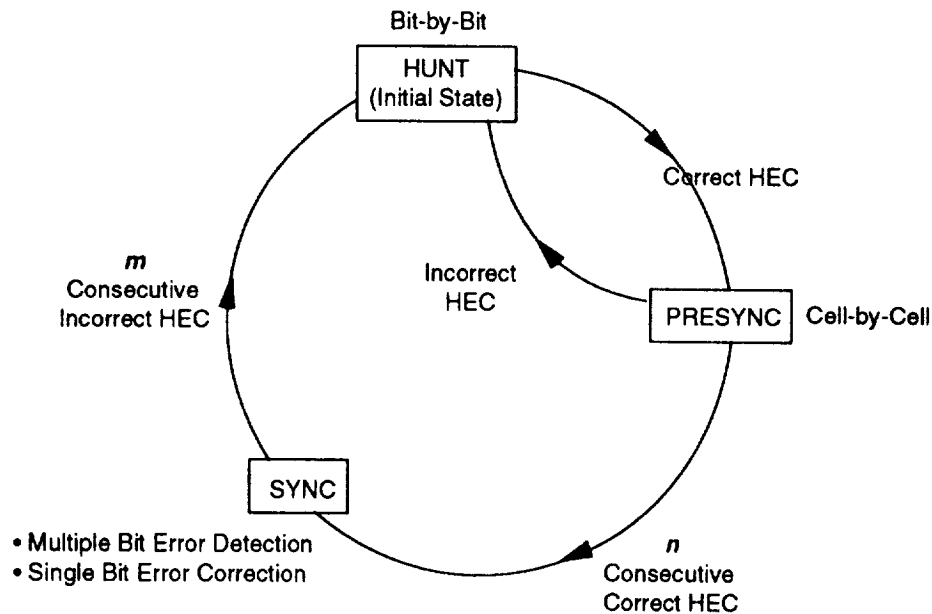 Bit-by-Bit
HUNT
(Initial State)
Correct HEC
Incorrect
HEC
m
Consecutive
Incorrect HEC
PRESYNC
Cell-by-Cell
SYNC
• Multiple Bit Error Detection
• Single Bit Error Correction
n
Consecutive
Correct HEC